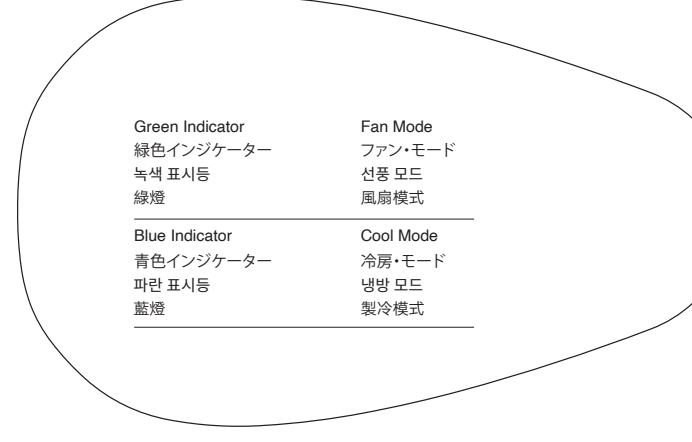 Green Indicator Fan Mode
緑色インジケーター ファン・モード
녹색 표시등 선풍 모드
綠燈 風扇模式
Blue Indicator Cool Mode
青色インジケーター 冷房・モード
파란 표시등 냉방 모드
藍燈 製冷模式